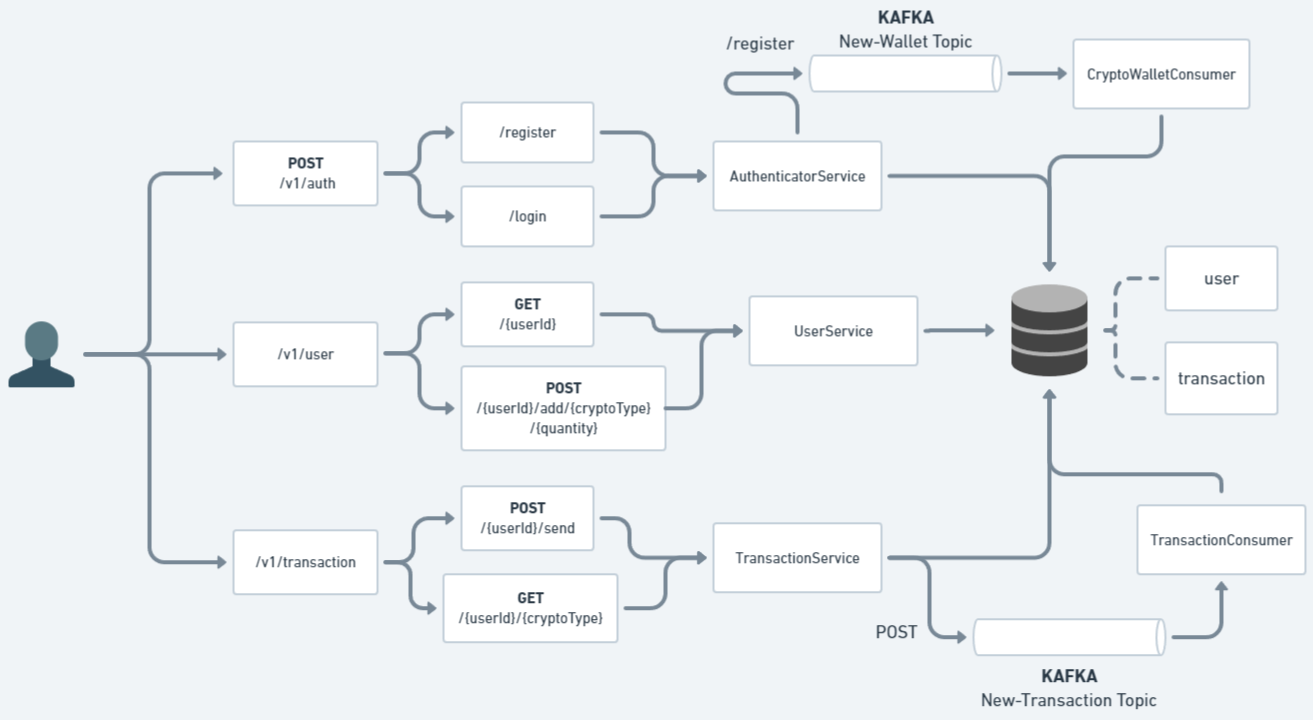 KAFKA
New-Wallet Topic
/register
CryptoWalletConsumer
/register
POST
/v1/auth
AuthenticatorService
/login
user
GET
/{userId}
UserService
/v1/user
transaction
POST
/{userId}/add/{cryptoType}
/{quantity}
POST
/{userId}/send
TransactionConsumer
/v1/transaction
TransactionService
GET
/{userId}/{cryptoType}
POST
KAFKA
New-Transaction Topic